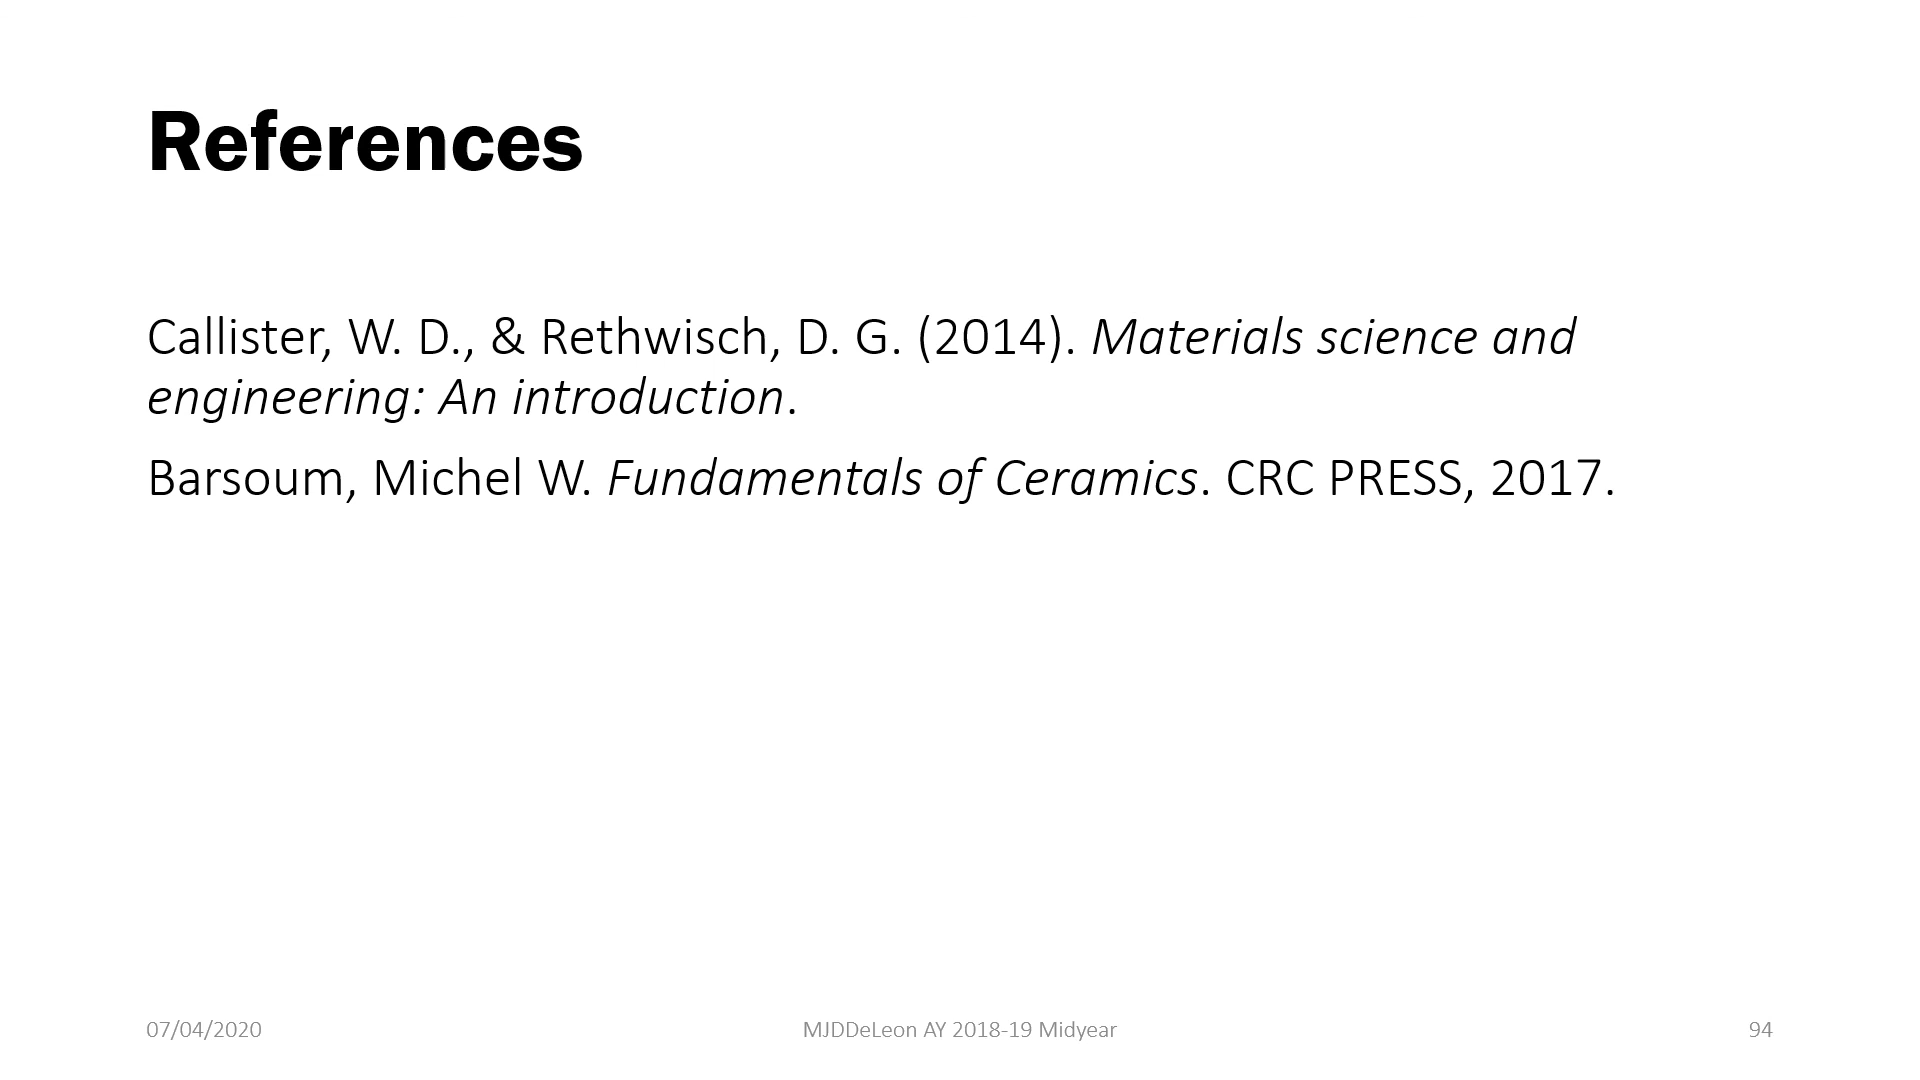 References
Callister, W. D., & Rethwisch, D. G. (2014). Materials science and
engineering: An introduction.
Barsoum, Michel W. Fundamentals of Ceramics. CRC PRESS, 2017.
07/04/2020
MJDDeLeon AY 2018-19 Midyear
94